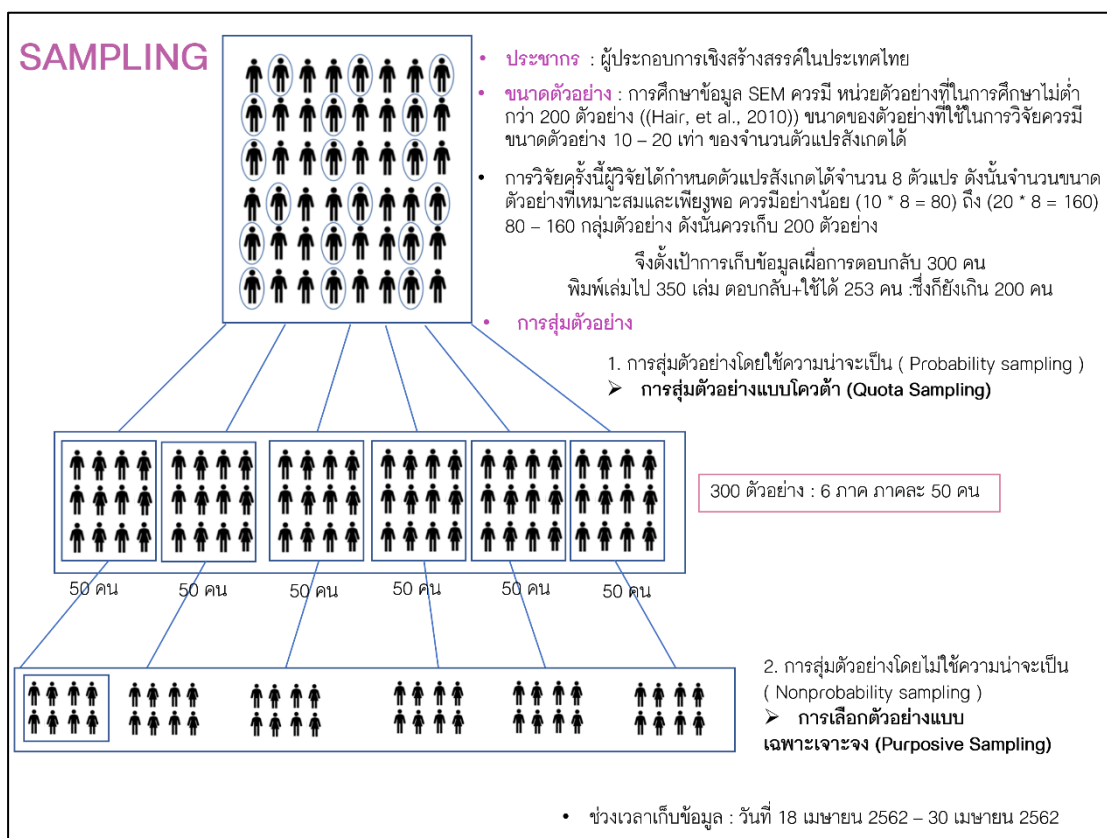 SAMPLING
• ประชากร : ผู้ประกอบการเชิงสร้างสรรค์ในประเทศไทย
• ขนาดตัวอย่าง : การศึกษาข้อมูล SEM ควรมี หน่วยตัวอย่างที่ในการศึกษาไม่ต่ำ
กว่า 200 ตัวอย่าง ((Hair, et al., 2010)) ขนาดของตัวอย่างที่ใช้ในการวิจัยควรมี
ขนาดตัวอย่าง 10 – 20 เท่า ของจำนวนตัวแปรสังเกตได้
• การวิจัยครั้งนี้ผู้วิจัยได้กำหนดตัวแปรสังเกตได้จำนวน 8 ตัวแปร ดังนั้นจำนวนขนาด
ตัวอย่างที่เหมาะสมและเพียงพอ ควรมีอย่างน้อย (10 * 8 = 80) ถึง (20 * 8 = 160)
80 – 160 กลุ่มตัวอย่าง ดังนั้นควรเก็บ 200 ตัวอย่าง
จึงตั้งเป้าการเก็บข้อมูลเผื่อการตอบกลับ 300 คน
พิมพ์เล่มไป 350 เล่ม ตอบกลับ+ใช้ได้ 253 คน :ซึ่งก็ยังเกิน 200 คน
• การสุ่มตัวอย่าง
1. การสุ่มตัวอย่างโดยใช้ความน่าจะเป็น ( Probability sampling )
➤ การสุ่มตัวอย่างแบบโควต้า (Quota Sampling)
300 ตัวอย่าง : 6 ภาค ภาคละ 50 คน
50 คน 50 คน 50 คน 50 คน 50 คน 50 คน
2. การสุ่มตัวอย่างโดยไม่ใช้ความน่าจะเป็น
( Nonprobability sampling )
➤ การเลือกตัวอย่างแบบ
เฉพาะเจาะจง (Purposive Sampling)
• ช่วงเวลาเก็บข้อมูล : วันที่ 18 เมษายน 2562 – 30 เมษายน 2562